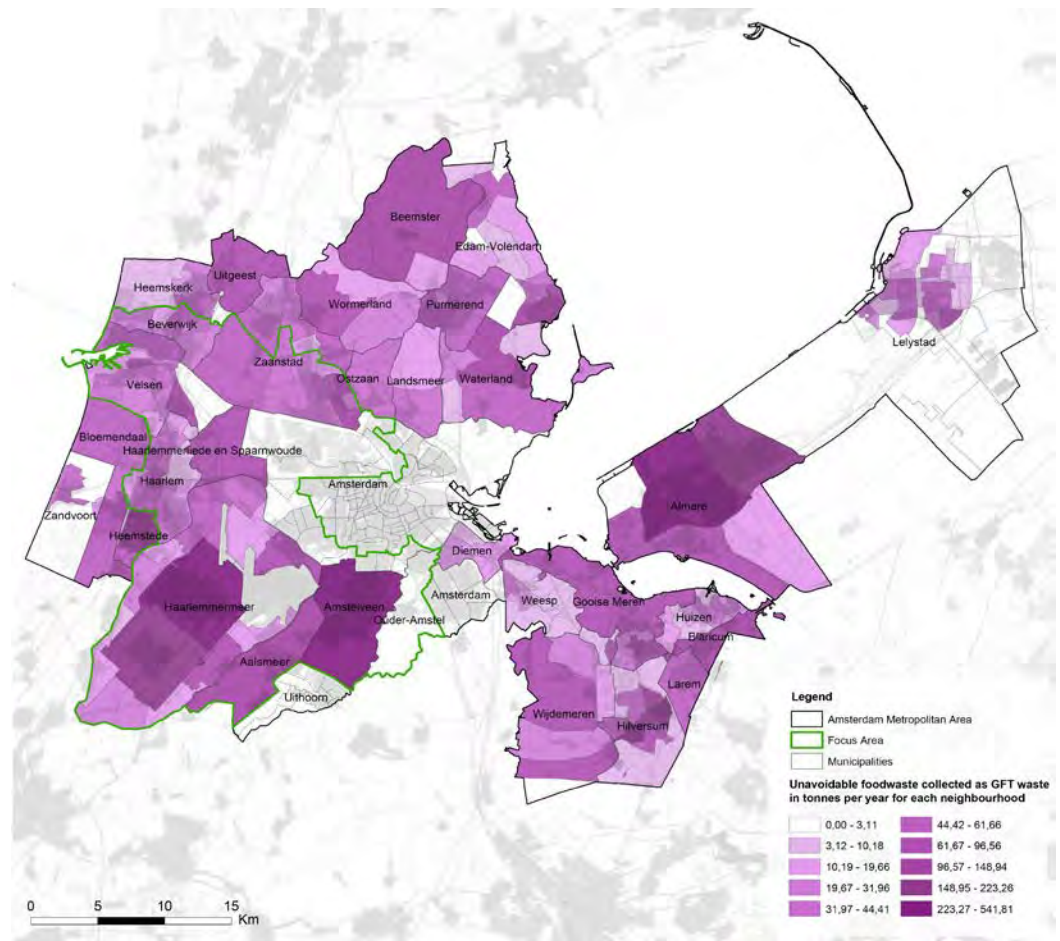 Beemster
Edam-Volendam
Uitgeest
Heemskerk
Wormerland
Purmerend
Beverwijk
Zaanstad
Lelystad
Ostzaan
Landsmeer
Waterland
Velsen
Bloemendaal
Haarlemmerliede en Spaarnwoude
Haarlem
Amsterdam
Almare
Zandvoort
Heemstede
Diemen
Amsterdam
Weesp
Gooise Meren
Haarlemmermeer
Amstelveen
Ouder-Amstel
Huizen
Blaricum
Aalsmeer
Uithoorn
Larem
Wijdemeren
Hilversum
Legend
Amsterdam Metropolitan Area
Focus Area
Municipalities
Unavoidable foodwaste collected as GFT waste
in tonnes per year for each neighbourhood
0,00 - 3,11
3,12 - 10,18
10,19 - 19,66
19,67 - 31,96
31,97 - 44,41
44,42 - 61,66
61,67 - 96,56
96,57 - 148,94
148,95 - 223,26
223,27 - 541,81
0 5 10 15
Km